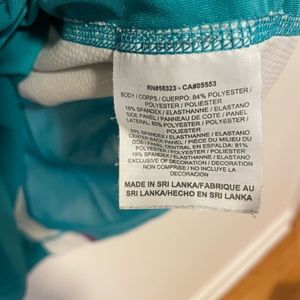 RN#56323 - CA#05553
BODY / CORPS / CUERPO: 84% POLYESTER
/ POLYESTER / POLIESTER
16% SPANDEX / ELASTHANNE / ELASTANO
SIDE PANEL / PANNEAU DE COTE / PANEL
LATERAL: 80% POLYESTER / POLYESTER /
POLIESTER
20% SPANDEX / ELASTHANNE / ELASTANO
CENTER BACK PANEL / PIÈCE DU MILIEU DU
DOS / PANEL CENTRAL EN ESPALDA: 81%
POLYESTER / POLYESTER / POLIESTER
19% SPANDEX / ELASTHANNE / ELASTANO
EXCLUSIVE OF DECORATION / DECORATION
NON COMPRISE / NO INCLUYE LA
DECORACION
MADE IN SRI LANKA/FABRIQUE AU
SRI LANKA/HECHO EN SRI LANKA